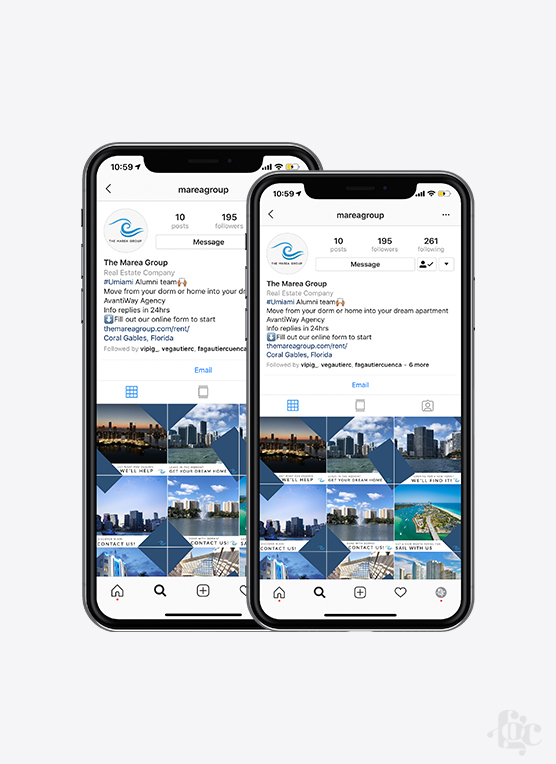 10:59
mareagroup
10
posts
195
followers
Message
THE MAREA GROUP
The Marea Group
Real Estate Company
#Umiami Alumni team
Move from your dorm or home into your dre
AvantiWay Agency
Info replies in 24hrs
Fill out our online form to start
themareagroup.com/rent/
Coral Gables, Florida
Followed by vipig_, vegautierc, fagautiercuenca
Email
WE'LL HELP
GET YOUR DREAM HOME
CONTACT US!
CONTACT US!
10:59
mareagroup
10
posts
195
followers
261
following
Message
THE MAREA GROUP
The Marea Group
Real Estate Company
#Umiami Alumni team
Move from your dorm or home into your dream apartment
AvantiWay Agency
Info replies in 24hrs
Fill out our online form to start
themareagroup.com/rent/
Coral Gables, Florida
Followed by vipig_, vegautierc, fagautiercuenca + 6 more
Email
WE'LL HELP
GET YOUR DREAM HOME
WE'LL FIND IT!
CONTACT US!
CONTACT US!
SAIL WITH US